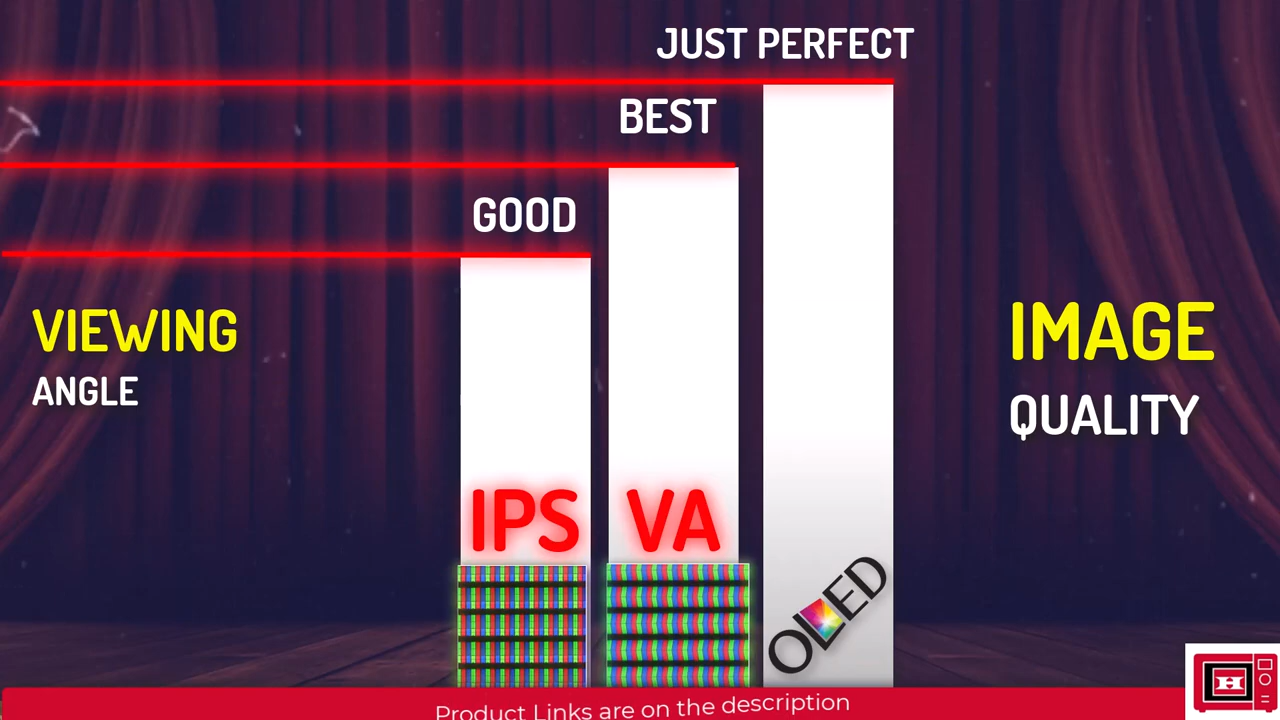 JUST PERFECT
BEST
GOOD
VIEWING
ANGLE
IMAGE
QUALITY
IPS
VA
OLED
Product Links are on the description
H